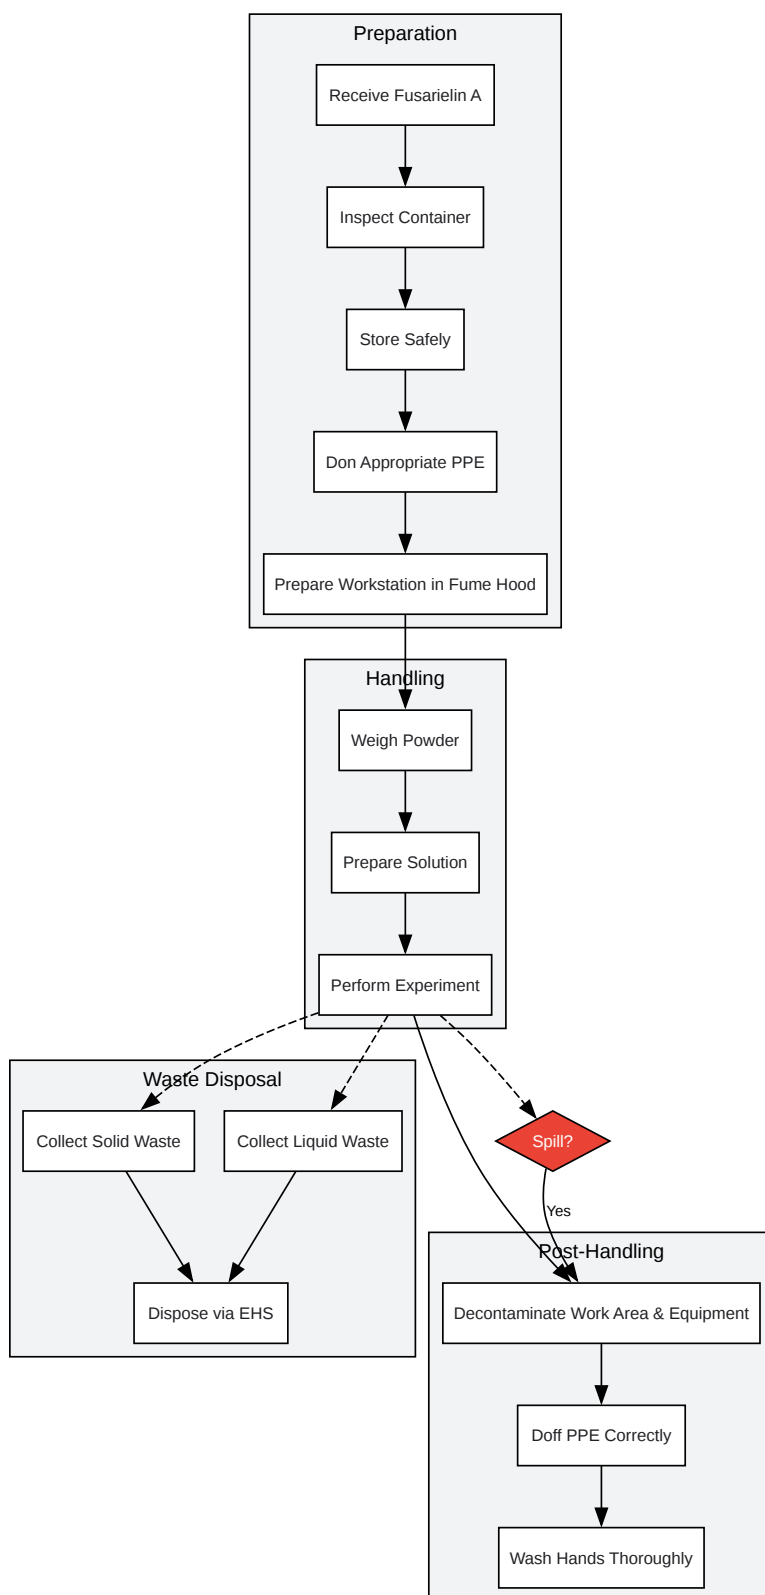 Preparation
Receive Fusarielin A
Inspect Container
Store Safely
Don Appropriate PPE
Prepare Workstation in Fume Hood
Handling
Weigh Powder
Prepare Solution
Perform Experiment
Waste Disposal
Collect Solid Waste
Collect Liquid Waste
Dispose via EHS
Spill?
Yes
Post-Handling
Decontaminate Work Area & Equipment
Doff PPE Correctly
Wash Hands Thoroughly